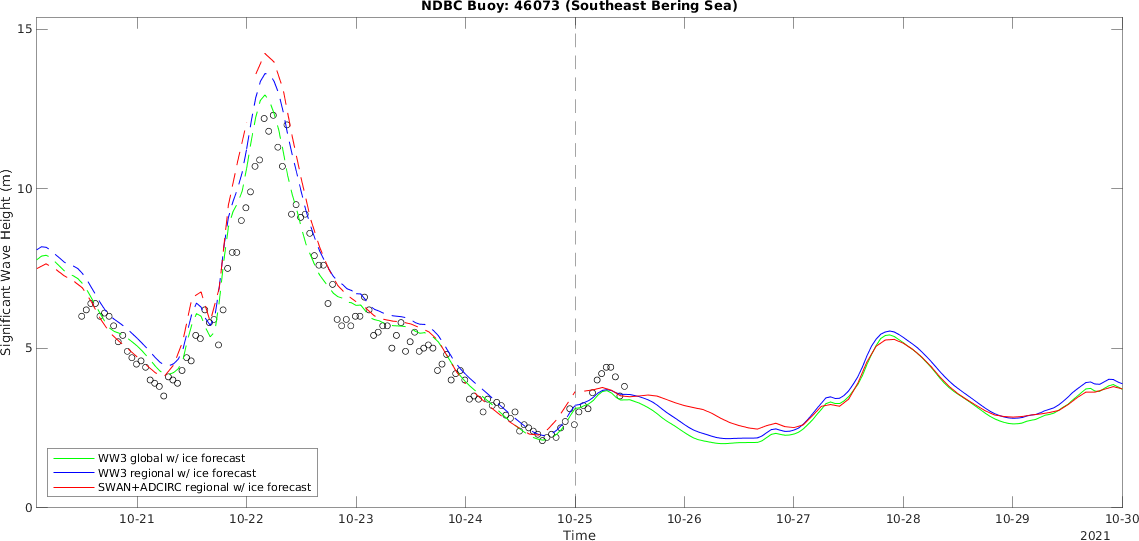 NDBC Buoy: 46073 (Southeast Bering Sea)
15
10
5
0
Significant Wave Height (m)
WW3 global w/ ice forecast
WW3 regional w/ ice forecast
SWAN+ADCIRC regional w/ ice forecast
10-21 10-22 10-23 10-24 10-25 10-26 10-27 10-28 10-29 10-30
Time
2021